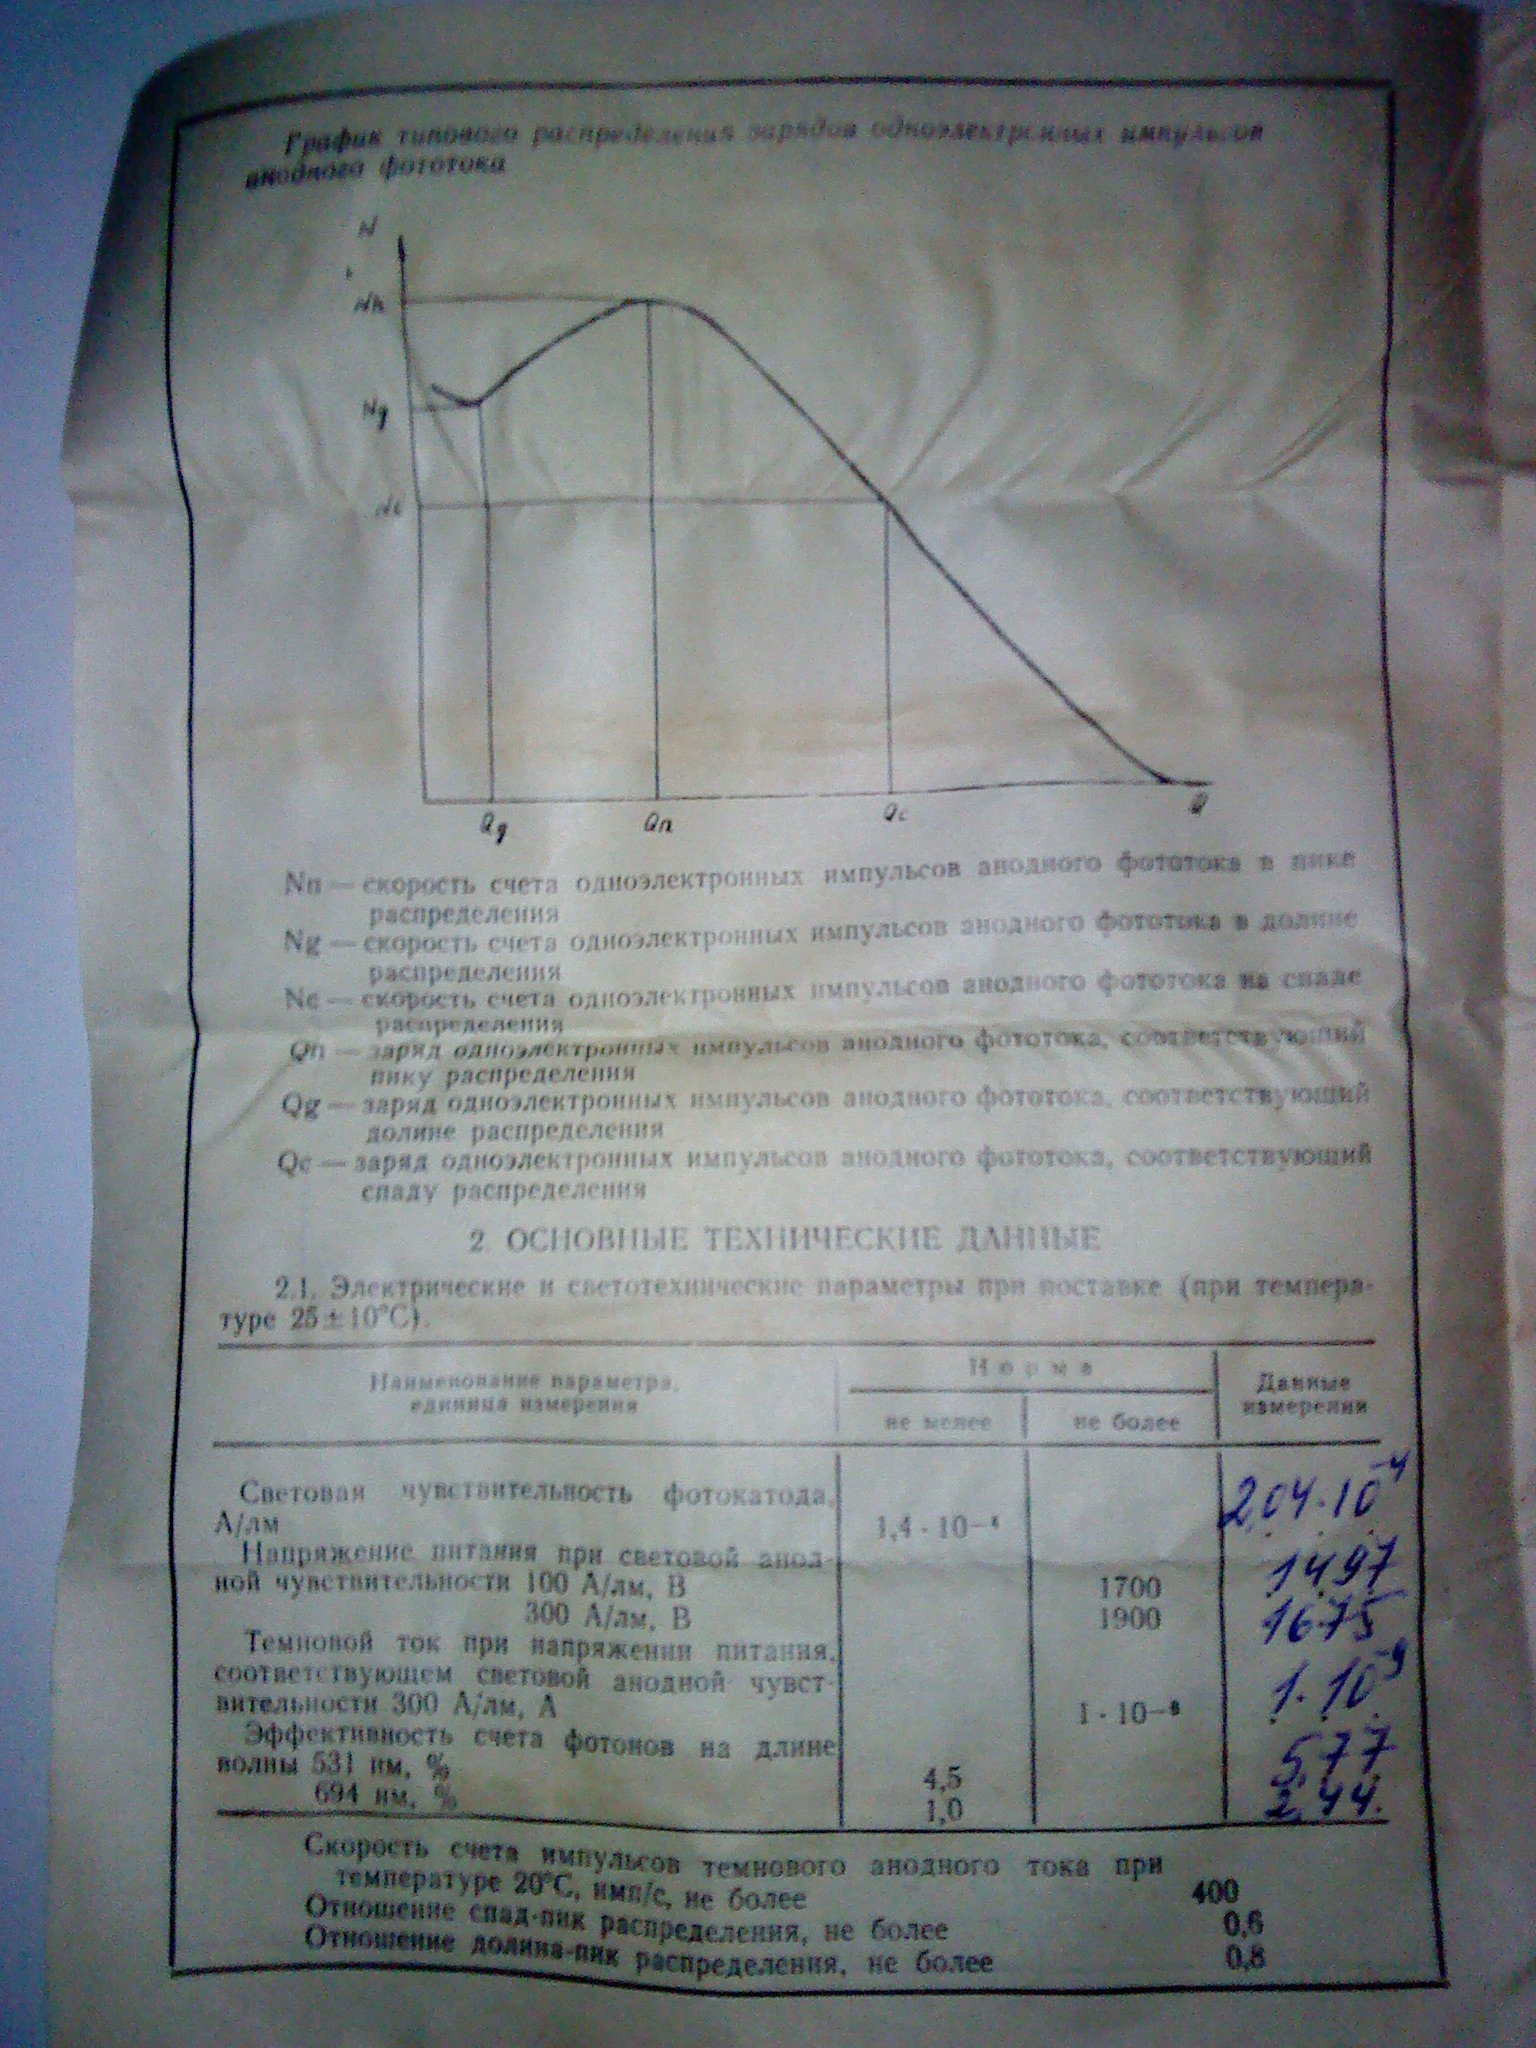 График типового распределения зарядов одноэлектронных импульсов
анодного фототока
N
Nп
Ng
Nc
Qg
Qп
Qc
Q
Nп — скорость счета одноэлектронных импульсов анодного фототока в пике
распределения
Ng — скорость счета одноэлектронных импульсов анодного фототока в долине
распределения
Nc — скорость счета одноэлектронных импульсов анодного фототока на спаде
распределения
Qп — заряд одноэлектронных импульсов анодного фототока, соответствующий
пику распределения
Qg — заряд одноэлектронных импульсов анодного фототока, соответствующий
долине распределения
Qc — заряд одноэлектронных импульсов анодного фототока, соответствующий
спаду распределения
2. ОСНОВНЫЕ ТЕХНИЧЕСКИЕ ДАННЫЕ
2.1. Электрические и светотехнические параметры при поставке (при темпера-
туре 25±10°С).
Наименование параметра,
единица измерения
Норма
не менее
не более
Данные
измерении
Световая чувствительность фотокатода,
А/лм
1,4 · 10⁻⁴
2,04·10⁻⁴
Напряжение питания при световой анод-
ной чувствительности 100 А/лм, В 1700 1497
300 А/лм, В 1900 1675
Темновой ток при напряжении питания,
соответствующем световой анодной чувст-
вительности 300 А/лм, А 1 · 10⁻⁸ 1·10⁻⁹
Эффективность счета фотонов на длине
волны 531 нм, % 4,5 5,77
694 нм, % 1,0 2,44.
Скорость счета импульсов темнового анодного тока при
температуре 20°С, имп/с, не более 400
Отношение спад-пик распределения, не более 0,6
Отношение долина-пик распределения, не более 0,8